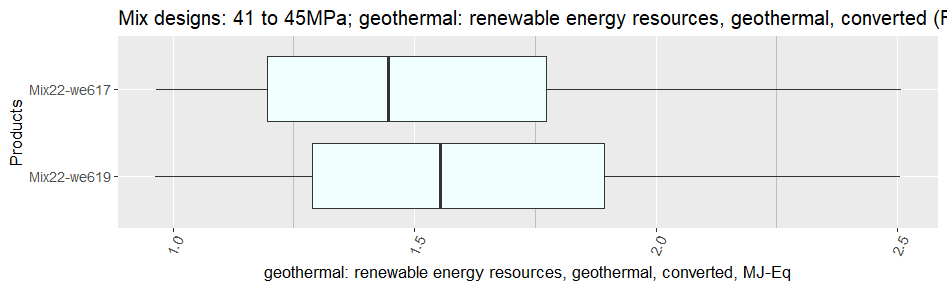 Mix designs: 41 to 45MPa; geothermal: renewable energy resources, geothermal, converted (F
Products
Mix22-we617
Mix22-we619
1.0
1.5
2.0
2.5
geothermal: renewable energy resources, geothermal, converted, MJ-Eq